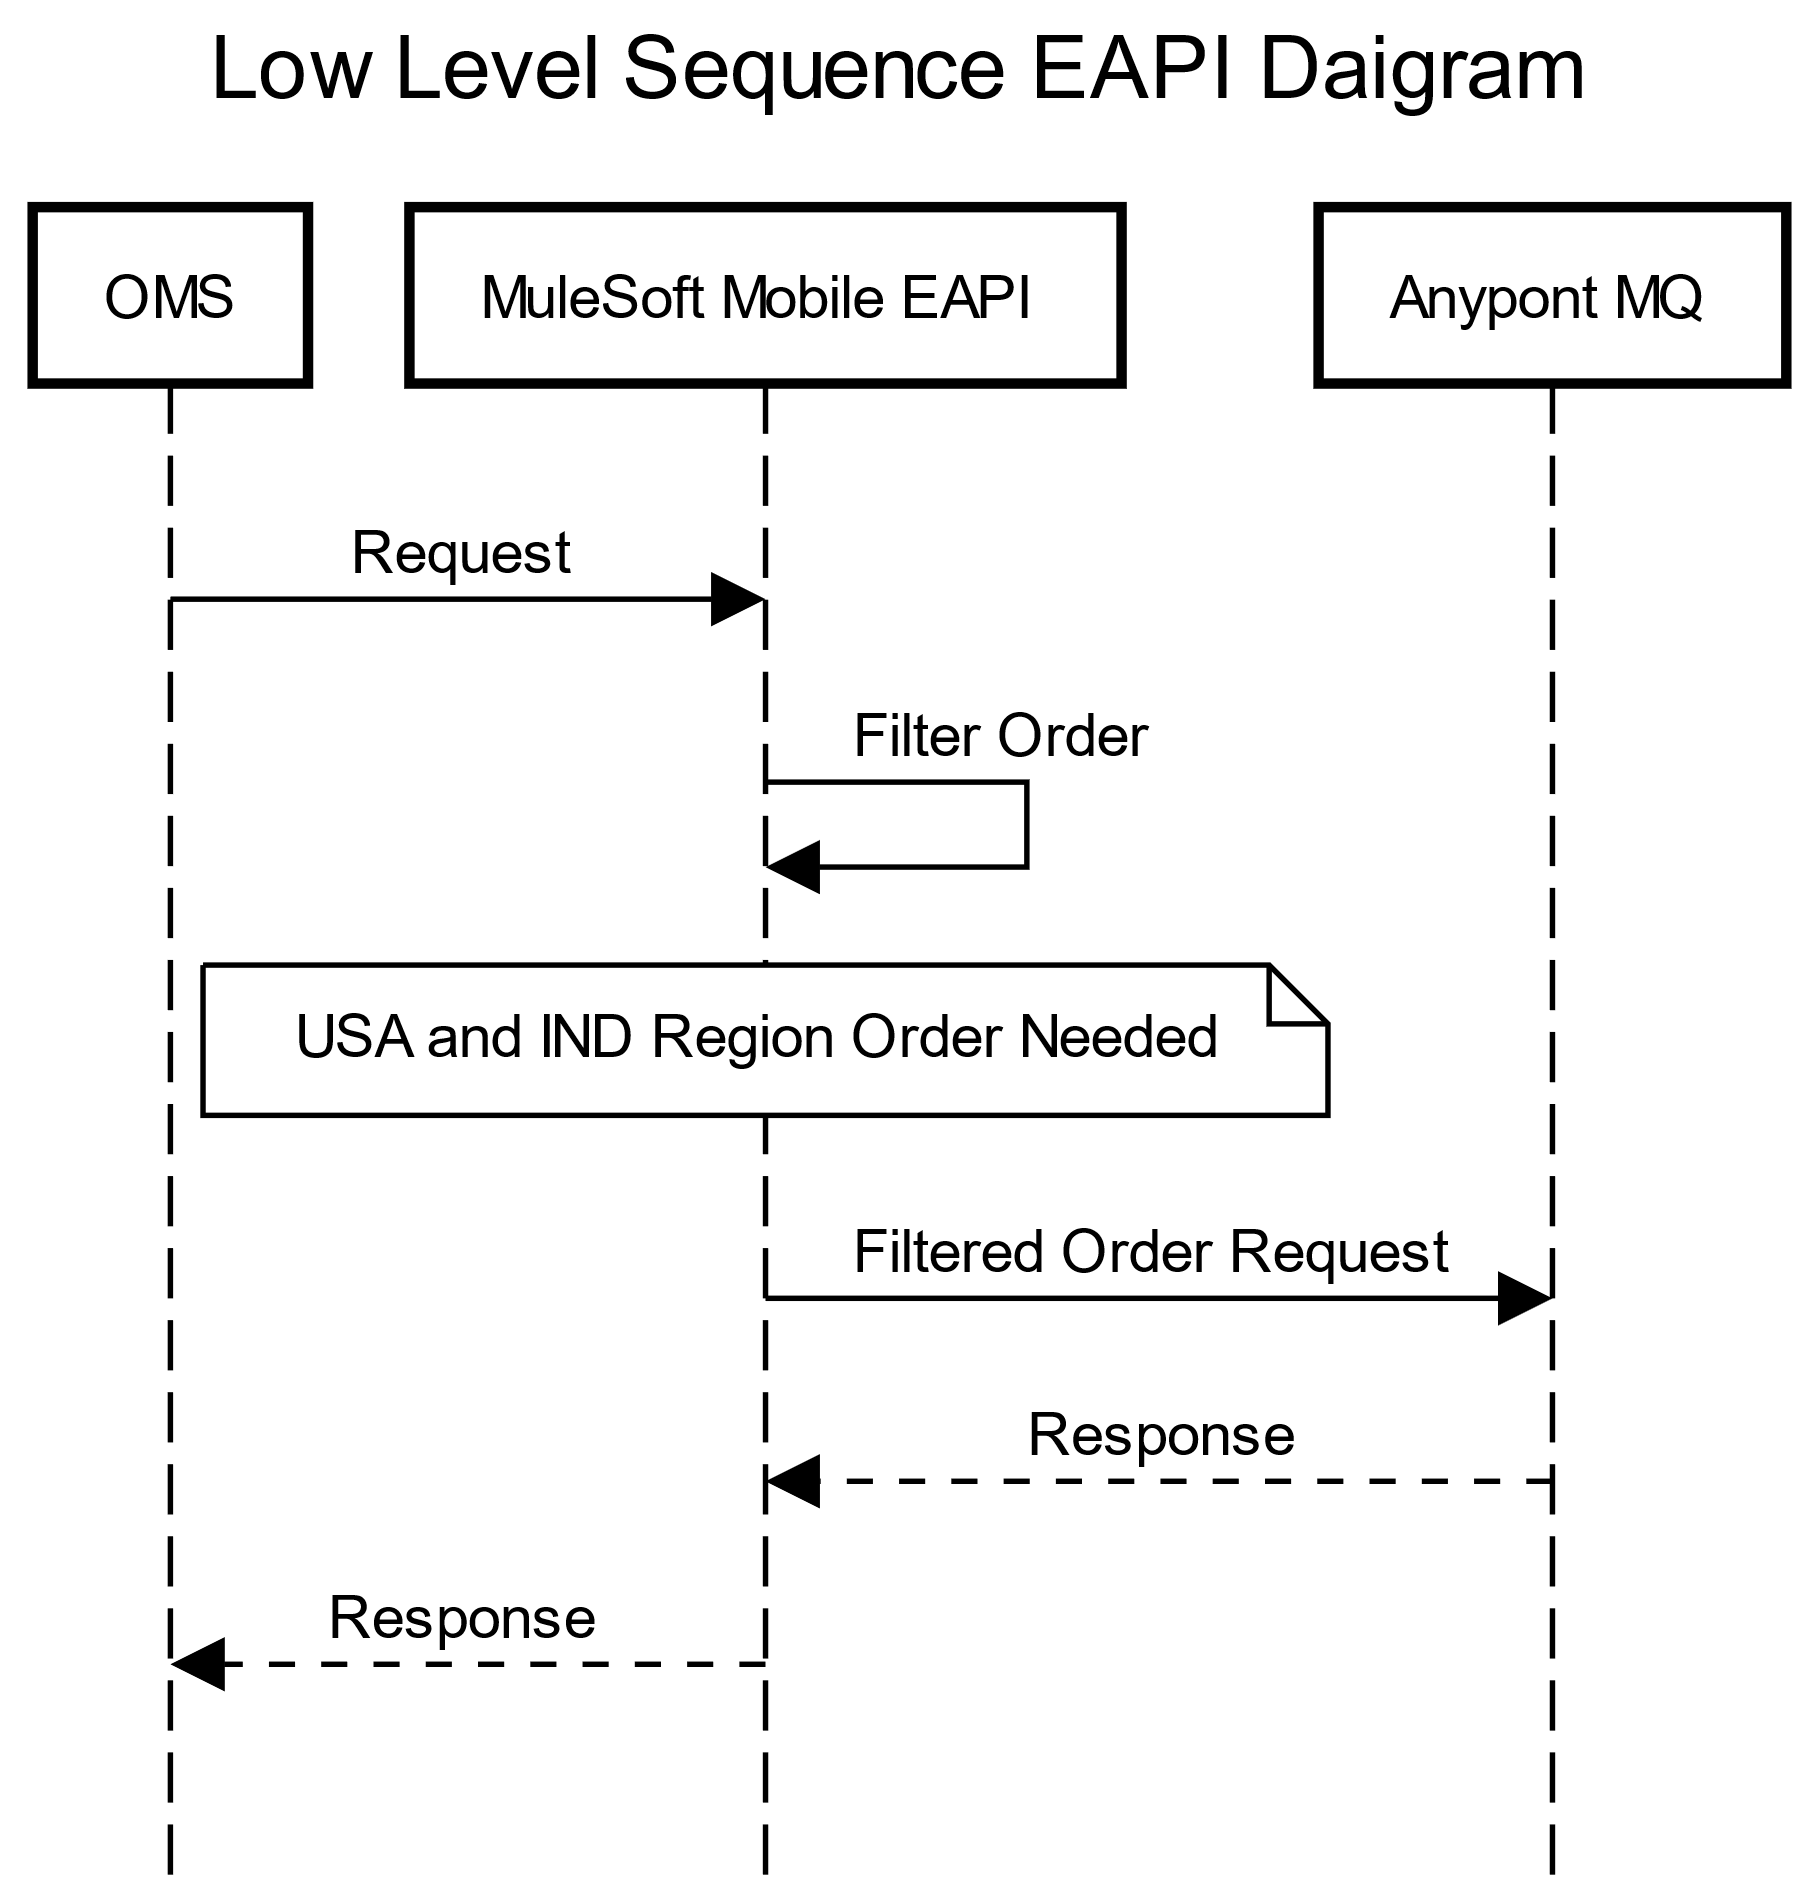 Low Level Sequence EAPI Daigram
OMS
MuleSoft Mobile EAPI
Anypont MQ
Request
Filter Order
USA and IND Region Order Needed
Filtered Order Request
Response
Response